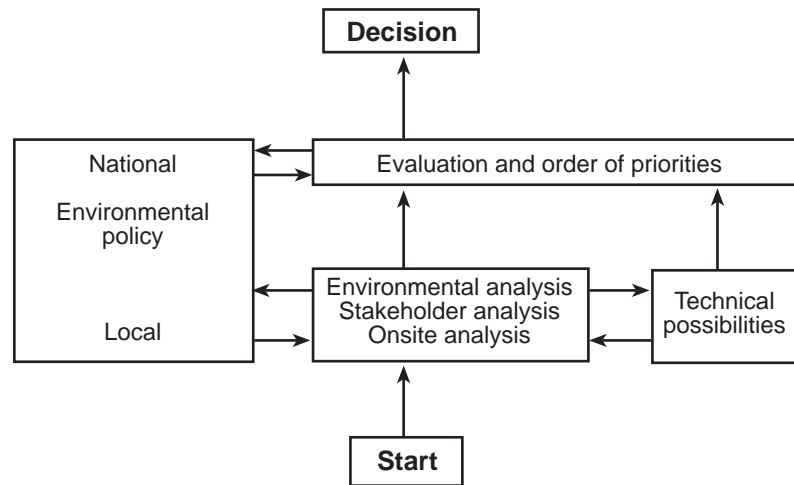 Decision
National
Evaluation and order of priorities
Environmental
policy
Local
Environmental analysis
Stakeholder analysis
Onsite analysis
Technical
possibilities
Start